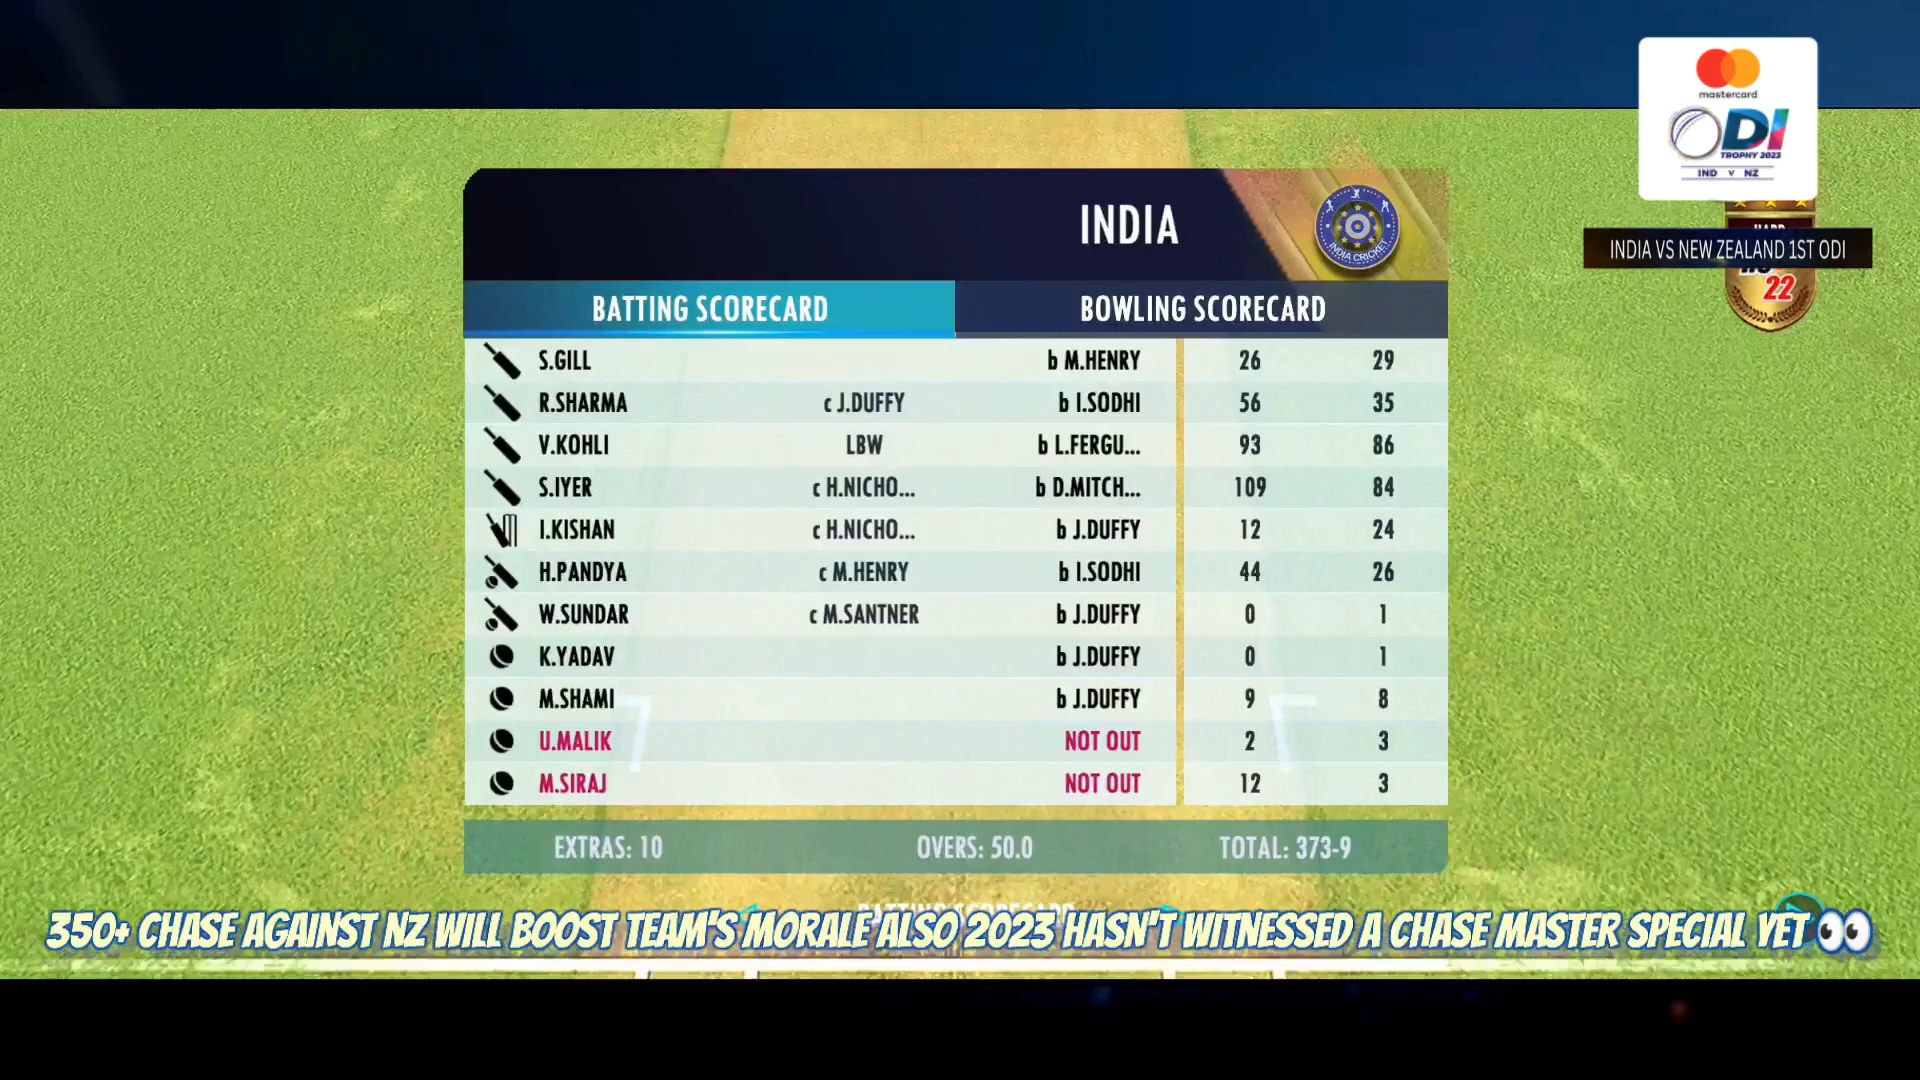 mastercard
ODI
TROPHY 2023
IND v NZ
INDIA
INDIA CRICKET
INDIA VS NEW ZEALAND 1ST ODI
22
BATTING SCORECARD BOWLING SCORECARD
S.GILL b M.HENRY 26 29
R.SHARMA c J.DUFFY b I.SODHI 56 35
V.KOHLI LBW b L.FERGU... 93 86
S.IYER c H.NICHO... b D.MITCH... 109 84
I.KISHAN c H.NICHO... b J.DUFFY 12 24
H.PANDYA c M.HENRY b I.SODHI 44 26
W.SUNDAR c M.SANTNER b J.DUFFY 0 1
K.YADAV b J.DUFFY 0 1
M.SHAMI b J.DUFFY 9 8
U.MALIK NOT OUT 2 3
M.SIRAJ NOT OUT 12 3
EXTRAS: 10 OVERS: 50.0 TOTAL: 373-9
350+ CHASE AGAINST NZ WILL BOOST TEAM'S MORALE ALSO 2023 HASN'T WITNESSED A CHASE MASTER SPECIAL YET👀